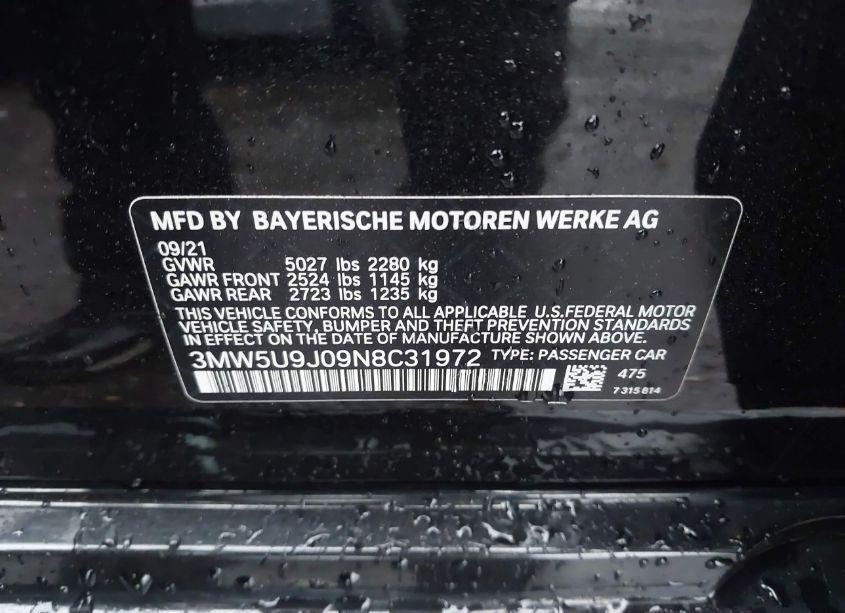 MFD BY BAYERISCHE MOTOREN WERKE AG
09/21
GVWR 5027 lbs 2280 kg
GAWR FRONT 2524 lbs 1145 kg
GAWR REAR 2723 lbs 1235 kg
THIS VEHICLE CONFORMS TO ALL APPLICABLE U.S.FEDERAL MOTOR
VEHICLE SAFETY, BUMPER AND THEFT PREVENTION STANDARDS
IN EFFECT ON THE DATE OF MANUFACTURE SHOWN ABOVE.
3MW5U9J09N8C31972 TYPE: PASSENGER CAR
475
7 315 814